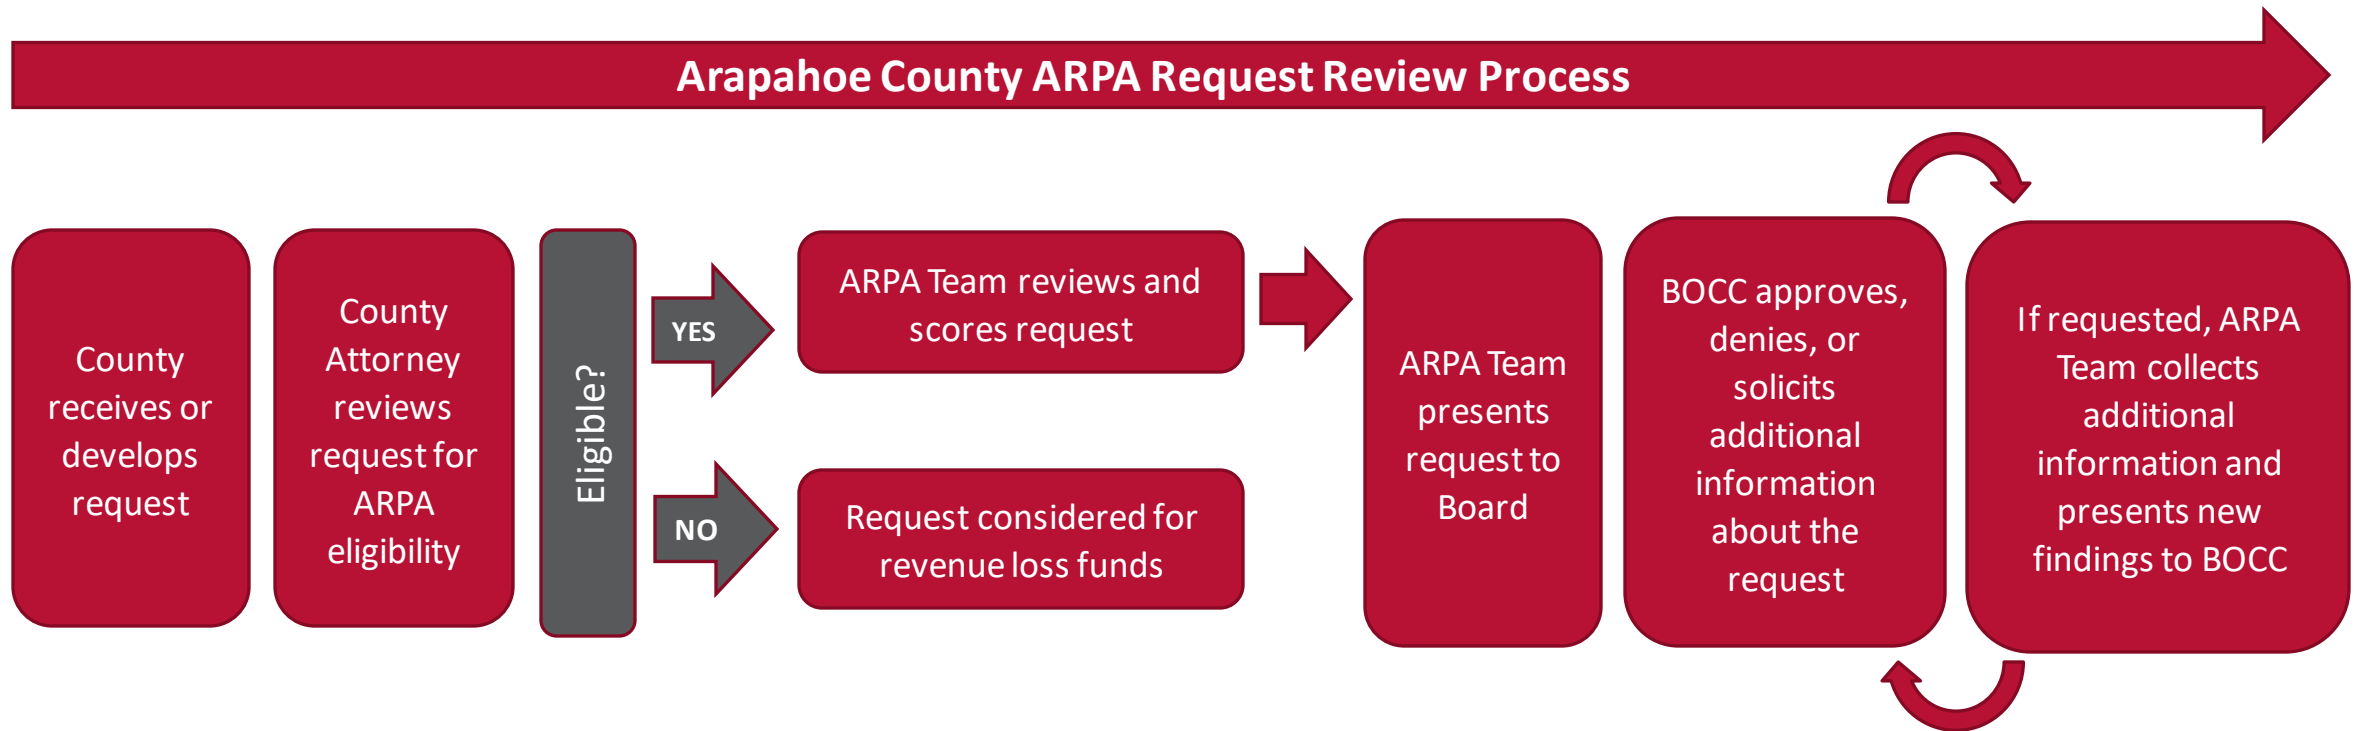 Arapahoe County ARPA Request Review Process
County
receives or
develops
request
County
Attorney
reviews
request for
ARPA
eligibility
Eligible?
YES
NO
ARPA Team reviews and
scores request
Request considered for
revenue loss funds
ARPA Team
presents
request to
Board
BOCC approves,
denies, or
solicits
additional
information
about the
request
If requested, ARPA
Team collects
additional
information and
presents new
findings to BOCC